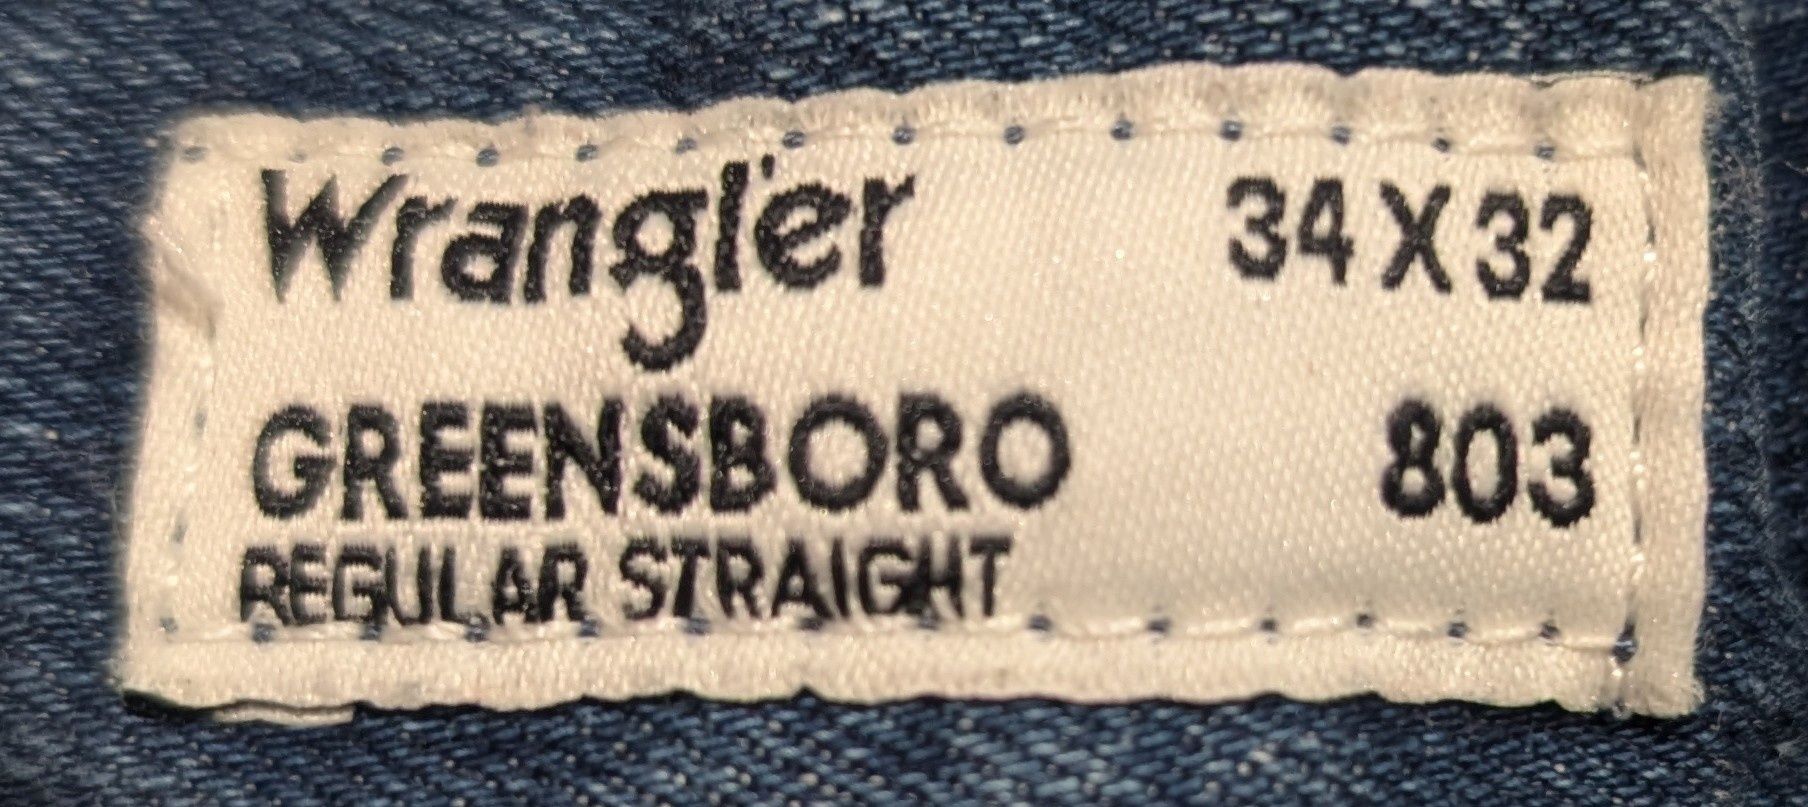 Wrangler 34 X 32
GREENSBORO 803
REGULAR STRAIGHT